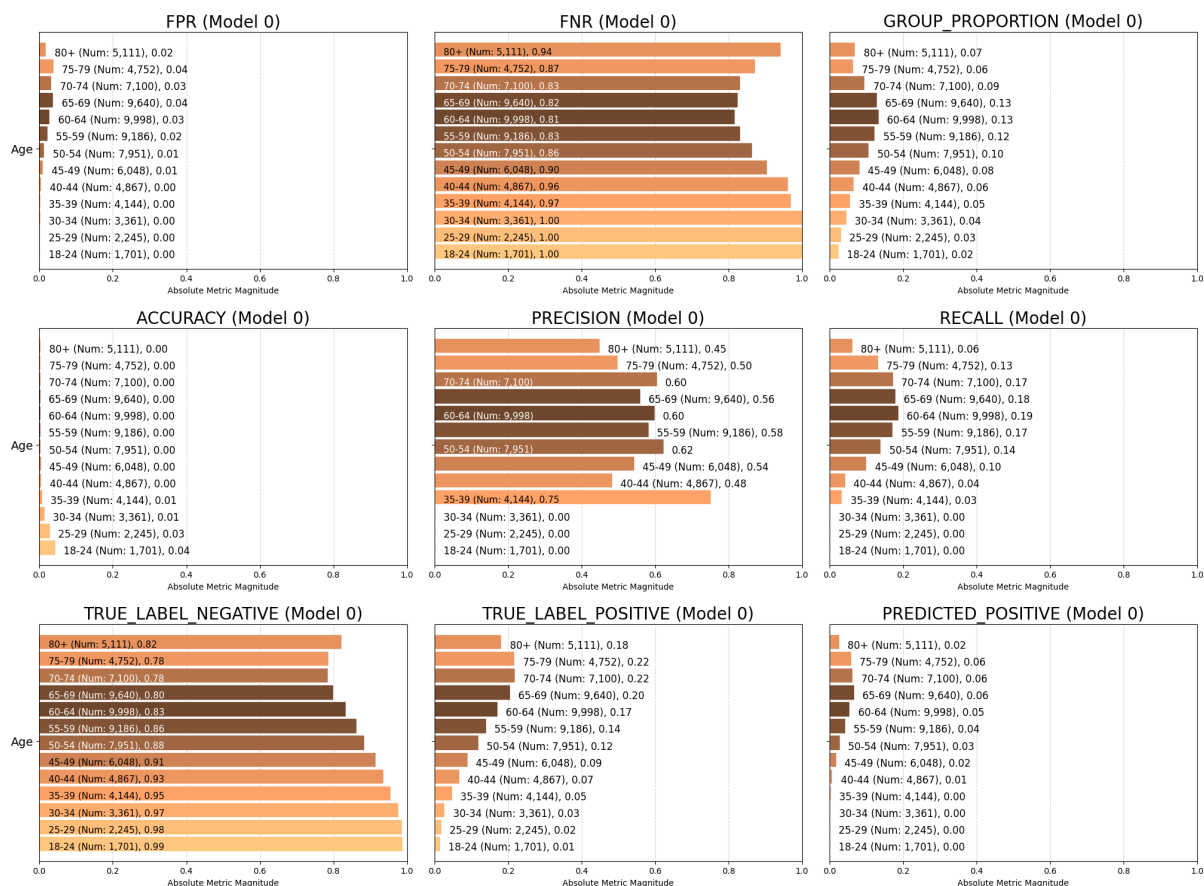 FPR (Model 0)
80+ (Num: 5,111), 0.02
75-79 (Num: 4,752), 0.04
70-74 (Num: 7,100), 0.03
65-69 (Num: 9,640), 0.04
60-64 (Num: 9,998), 0.03
55-59 (Num: 9,186), 0.02
50-54 (Num: 7,951), 0.01
45-49 (Num: 6,048), 0.01
40-44 (Num: 4,867), 0.00
35-39 (Num: 4,144), 0.00
30-34 (Num: 3,361), 0.00
25-29 (Num: 2,245), 0.00
18-24 (Num: 1,701), 0.00
Age
0.0 0.2 0.4 0.6 0.8 1.0
Absolute Metric Magnitude
FNR (Model 0)
80+ (Num: 5,111), 0.94
75-79 (Num: 4,752), 0.87
70-74 (Num: 7,100), 0.83
65-69 (Num: 9,640), 0.82
60-64 (Num: 9,998), 0.81
55-59 (Num: 9,186), 0.83
50-54 (Num: 7,951), 0.86
45-49 (Num: 6,048), 0.90
40-44 (Num: 4,867), 0.96
35-39 (Num: 4,144), 0.97
30-34 (Num: 3,361), 1.00
25-29 (Num: 2,245), 1.00
18-24 (Num: 1,701), 1.00
0.0 0.2 0.4 0.6 0.8 1.0
Absolute Metric Magnitude
GROUP_PROPORTION (Model 0)
80+ (Num: 5,111), 0.07
75-79 (Num: 4,752), 0.06
70-74 (Num: 7,100), 0.09
65-69 (Num: 9,640), 0.13
60-64 (Num: 9,998), 0.13
55-59 (Num: 9,186), 0.12
50-54 (Num: 7,951), 0.10
45-49 (Num: 6,048), 0.08
40-44 (Num: 4,867), 0.06
35-39 (Num: 4,144), 0.05
30-34 (Num: 3,361), 0.04
25-29 (Num: 2,245), 0.03
18-24 (Num: 1,701), 0.02
0.0 0.2 0.4 0.6 0.8 1.0
Absolute Metric Magnitude
ACCURACY (Model 0)
80+ (Num: 5,111), 0.00
75-79 (Num: 4,752), 0.00
70-74 (Num: 7,100), 0.00
65-69 (Num: 9,640), 0.00
60-64 (Num: 9,998), 0.00
55-59 (Num: 9,186), 0.00
50-54 (Num: 7,951), 0.00
45-49 (Num: 6,048), 0.00
40-44 (Num: 4,867), 0.00
35-39 (Num: 4,144), 0.01
30-34 (Num: 3,361), 0.01
25-29 (Num: 2,245), 0.03
18-24 (Num: 1,701), 0.04
Age
0.0 0.2 0.4 0.6 0.8 1.0
Absolute Metric Magnitude
PRECISION (Model 0)
80+ (Num: 5,111), 0.45
75-79 (Num: 4,752), 0.50
70-74 (Num: 7,100) 0.60
65-69 (Num: 9,640), 0.56
60-64 (Num: 9,998) 0.60
55-59 (Num: 9,186), 0.58
50-54 (Num: 7,951) 0.62
45-49 (Num: 6,048), 0.54
40-44 (Num: 4,867), 0.48
35-39 (Num: 4,144), 0.75
30-34 (Num: 3,361), 0.00
25-29 (Num: 2,245), 0.00
18-24 (Num: 1,701), 0.00
0.0 0.2 0.4 0.6 0.8 1.0
Absolute Metric Magnitude
RECALL (Model 0)
80+ (Num: 5,111), 0.06
75-79 (Num: 4,752), 0.13
70-74 (Num: 7,100), 0.17
65-69 (Num: 9,640), 0.18
60-64 (Num: 9,998), 0.19
55-59 (Num: 9,186), 0.17
50-54 (Num: 7,951), 0.14
45-49 (Num: 6,048), 0.10
40-44 (Num: 4,867), 0.04
35-39 (Num: 4,144), 0.03
30-34 (Num: 3,361), 0.00
25-29 (Num: 2,245), 0.00
18-24 (Num: 1,701), 0.00
0.0 0.2 0.4 0.6 0.8 1.0
Absolute Metric Magnitude
TRUE_LABEL_NEGATIVE (Model 0)
80+ (Num: 5,111), 0.82
75-79 (Num: 4,752), 0.78
70-74 (Num: 7,100), 0.78
65-69 (Num: 9,640), 0.80
60-64 (Num: 9,998), 0.83
55-59 (Num: 9,186), 0.86
50-54 (Num: 7,951), 0.88
45-49 (Num: 6,048), 0.91
40-44 (Num: 4,867), 0.93
35-39 (Num: 4,144), 0.95
30-34 (Num: 3,361), 0.97
25-29 (Num: 2,245), 0.98
18-24 (Num: 1,701), 0.99
Age
0.0 0.2 0.4 0.6 0.8 1.0
Absolute Metric Magnitude
TRUE_LABEL_POSITIVE (Model 0)
80+ (Num: 5,111), 0.18
75-79 (Num: 4,752), 0.22
70-74 (Num: 7,100), 0.22
65-69 (Num: 9,640), 0.20
60-64 (Num: 9,998), 0.17
55-59 (Num: 9,186), 0.14
50-54 (Num: 7,951), 0.12
45-49 (Num: 6,048), 0.09
40-44 (Num: 4,867), 0.07
35-39 (Num: 4,144), 0.05
30-34 (Num: 3,361), 0.03
25-29 (Num: 2,245), 0.02
18-24 (Num: 1,701), 0.01
0.0 0.2 0.4 0.6 0.8 1.0
Absolute Metric Magnitude
PREDICTED_POSITIVE (Model 0)
80+ (Num: 5,111), 0.02
75-79 (Num: 4,752), 0.06
70-74 (Num: 7,100), 0.06
65-69 (Num: 9,640), 0.06
60-64 (Num: 9,998), 0.05
55-59 (Num: 9,186), 0.04
50-54 (Num: 7,951), 0.03
45-49 (Num: 6,048), 0.02
40-44 (Num: 4,867), 0.01
35-39 (Num: 4,144), 0.00
30-34 (Num: 3,361), 0.00
25-29 (Num: 2,245), 0.00
18-24 (Num: 1,701), 0.00
0.0 0.2 0.4 0.6 0.8 1.0
Absolute Metric Magnitude